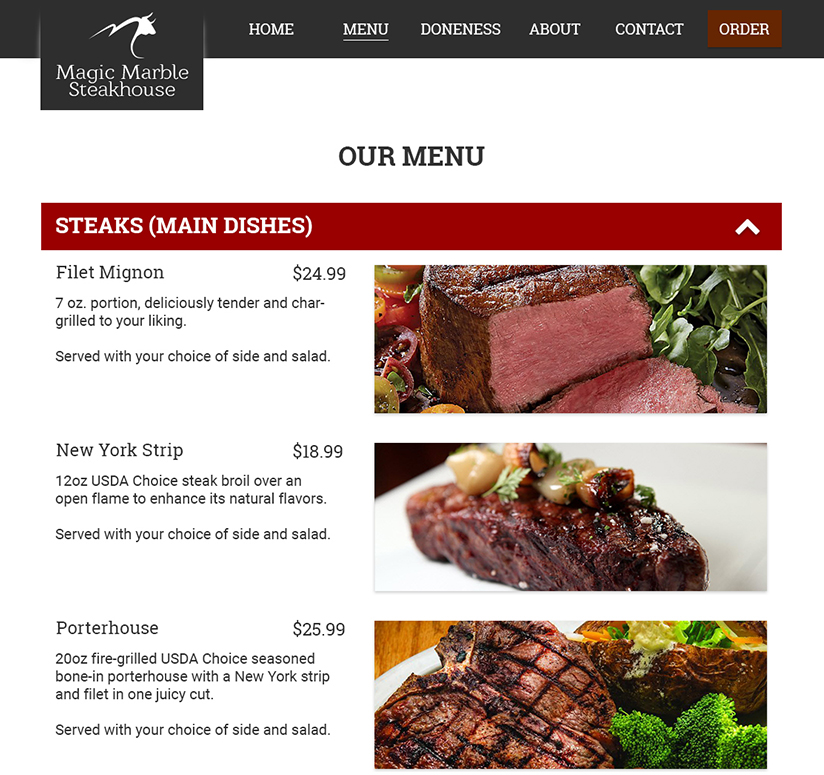 HOME MENU DONENESS ABOUT CONTACT ORDER
Magic Marble
Steakhouse
OUR MENU
STEAKS (MAIN DISHES)
Filet Mignon $24.99
7 oz. portion, deliciously tender and char-
grilled to your liking.
Served with your choice of side and salad.
New York Strip $18.99
12oz USDA Choice steak broil over an
open flame to enhance its natural flavors.
Served with your choice of side and salad.
Porterhouse $25.99
20oz fire-grilled USDA Choice seasoned
bone-in porterhouse with a New York strip
and filet in one juicy cut.
Served with your choice of side and salad.